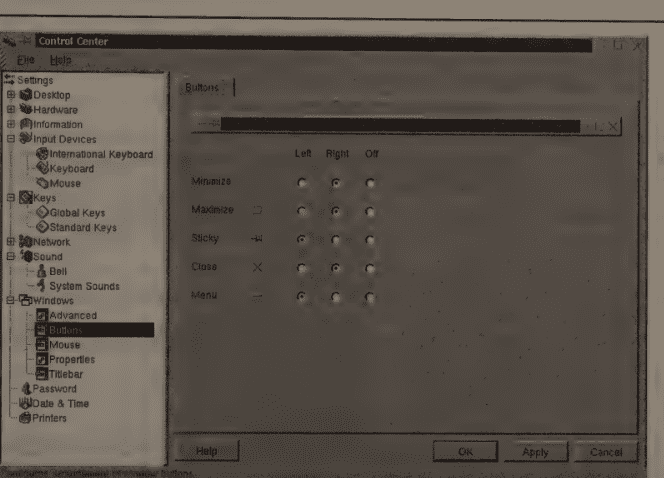 Control Center
File Help
Settings
Desktop
Hardware
Information
Input Devices
International Keyboard
Keyboard
Mouse
Keys
Global Keys
Standard Keys
Network
Sound
Bell
System Sounds
Windows
Advanced
Buttons
Mouse
Properties
Titlebar
Password
Date & Time
Printers
Buttons
Left Right Off
Minimize
Maximize
Sticky
Close
Menu
Help OK Apply Cancel
buttons